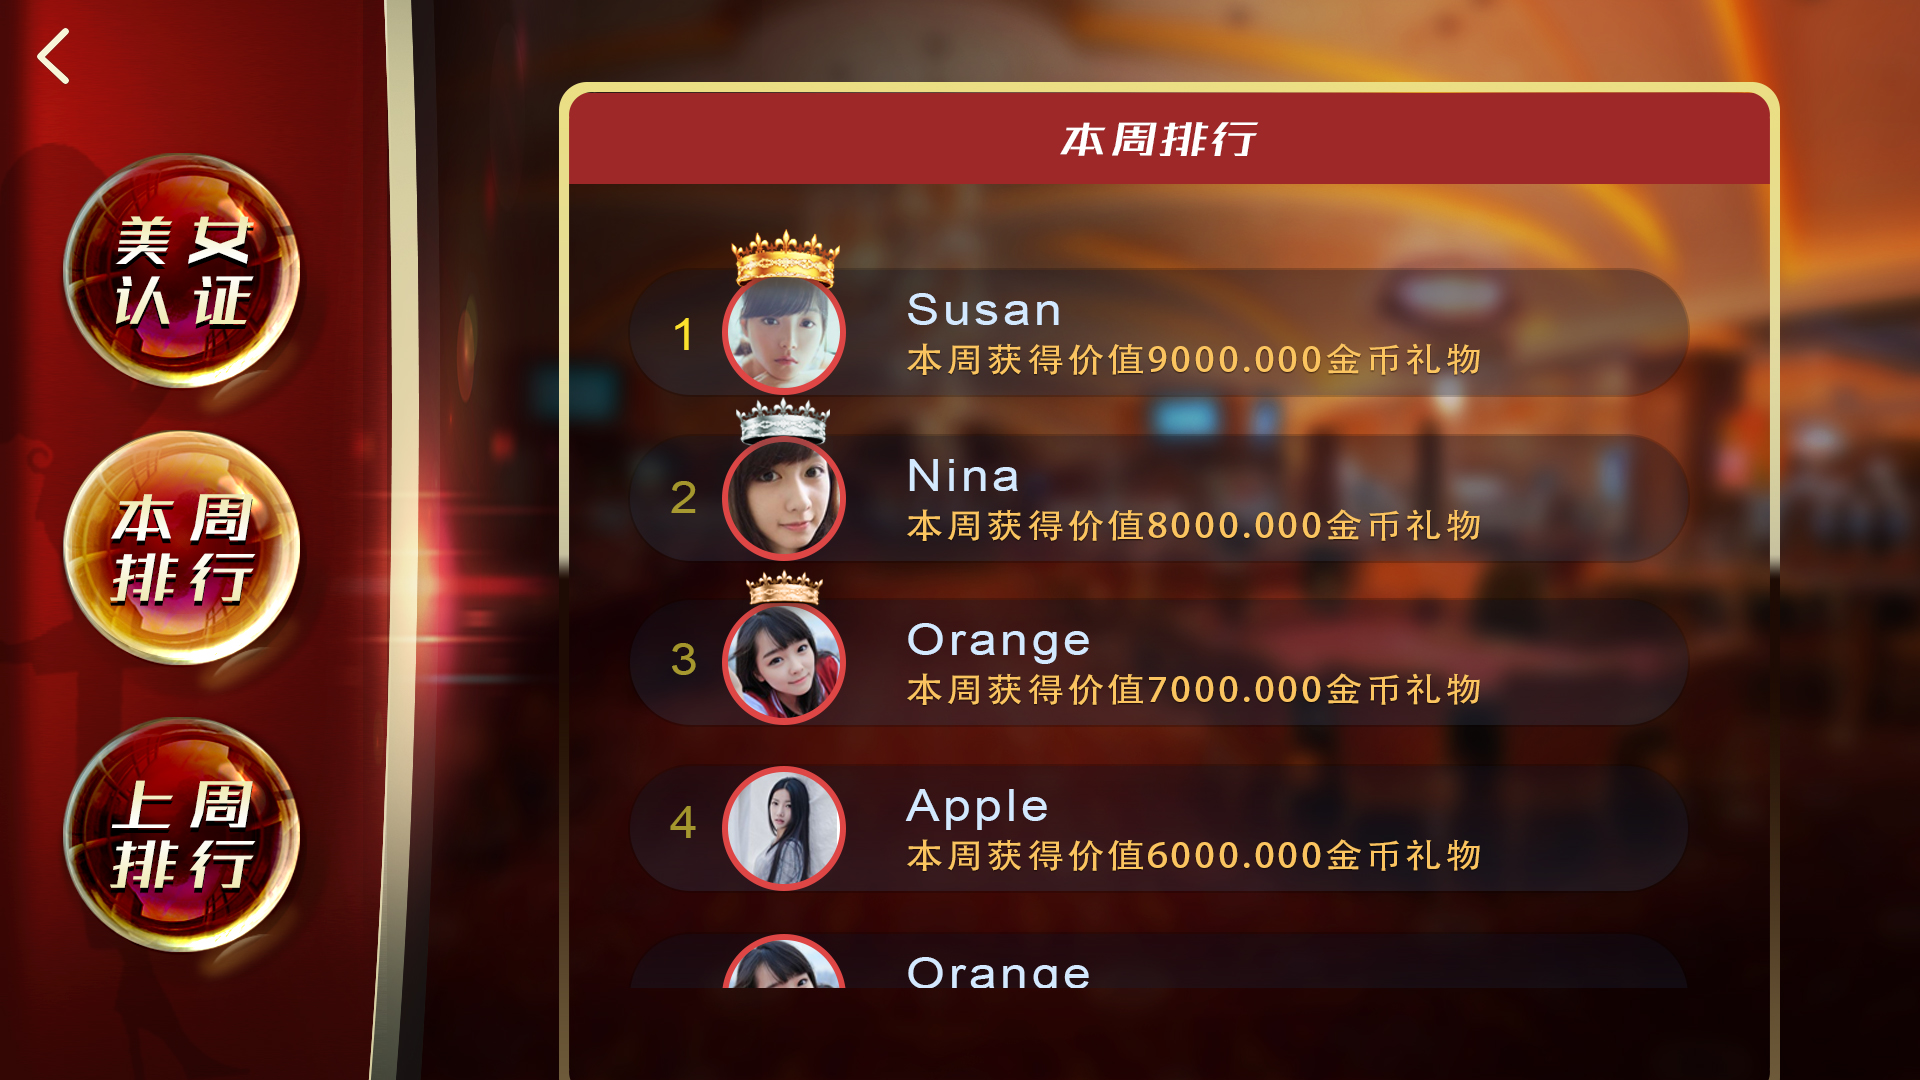 美女
认证
本周
排行
上周
排行
本周排行
1
Susan
本周获得价值9000.000金币礼物
2
Nina
本周获得价值8000.000金币礼物
3
Orange
本周获得价值7000.000金币礼物
4
Apple
本周获得价值6000.000金币礼物
Orange